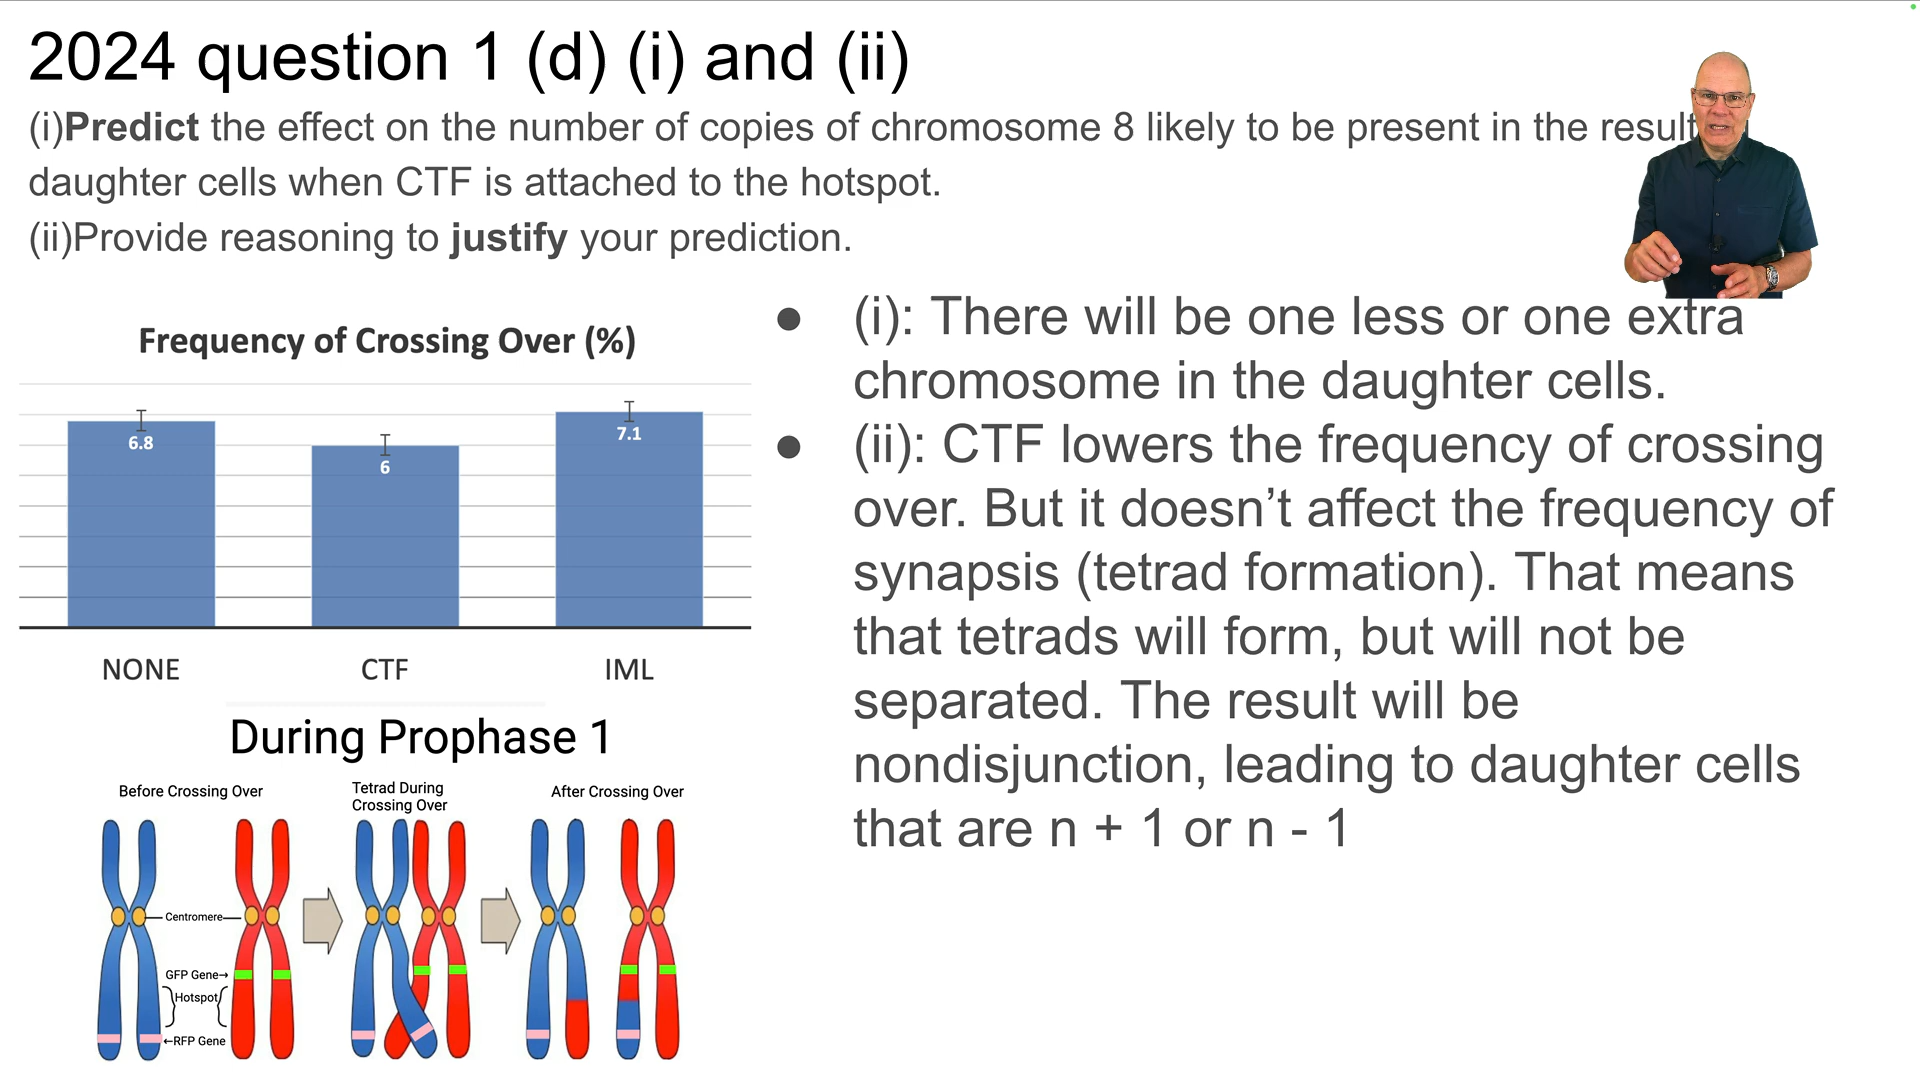 2024 question 1 (d) (i) and (ii)
(i)Predict the effect on the number of copies of chromosome 8 likely to be present in the result
daughter cells when CTF is attached to the hotspot.
(ii)Provide reasoning to justify your prediction.
Frequency of Crossing Over (%)
6.8
6
7.1
NONE
CTF
IML
During Prophase 1
Before Crossing Over
Tetrad During
Crossing Over
After Crossing Over
Centromere
GFP Gene→
Hotspot
←RFP Gene
● (i): There will be one less or one extra
chromosome in the daughter cells.
● (ii): CTF lowers the frequency of crossing
over. But it doesn’t affect the frequency of
synapsis (tetrad formation). That means
that tetrads will form, but will not be
separated. The result will be
nondisjunction, leading to daughter cells
that are n + 1 or n - 1